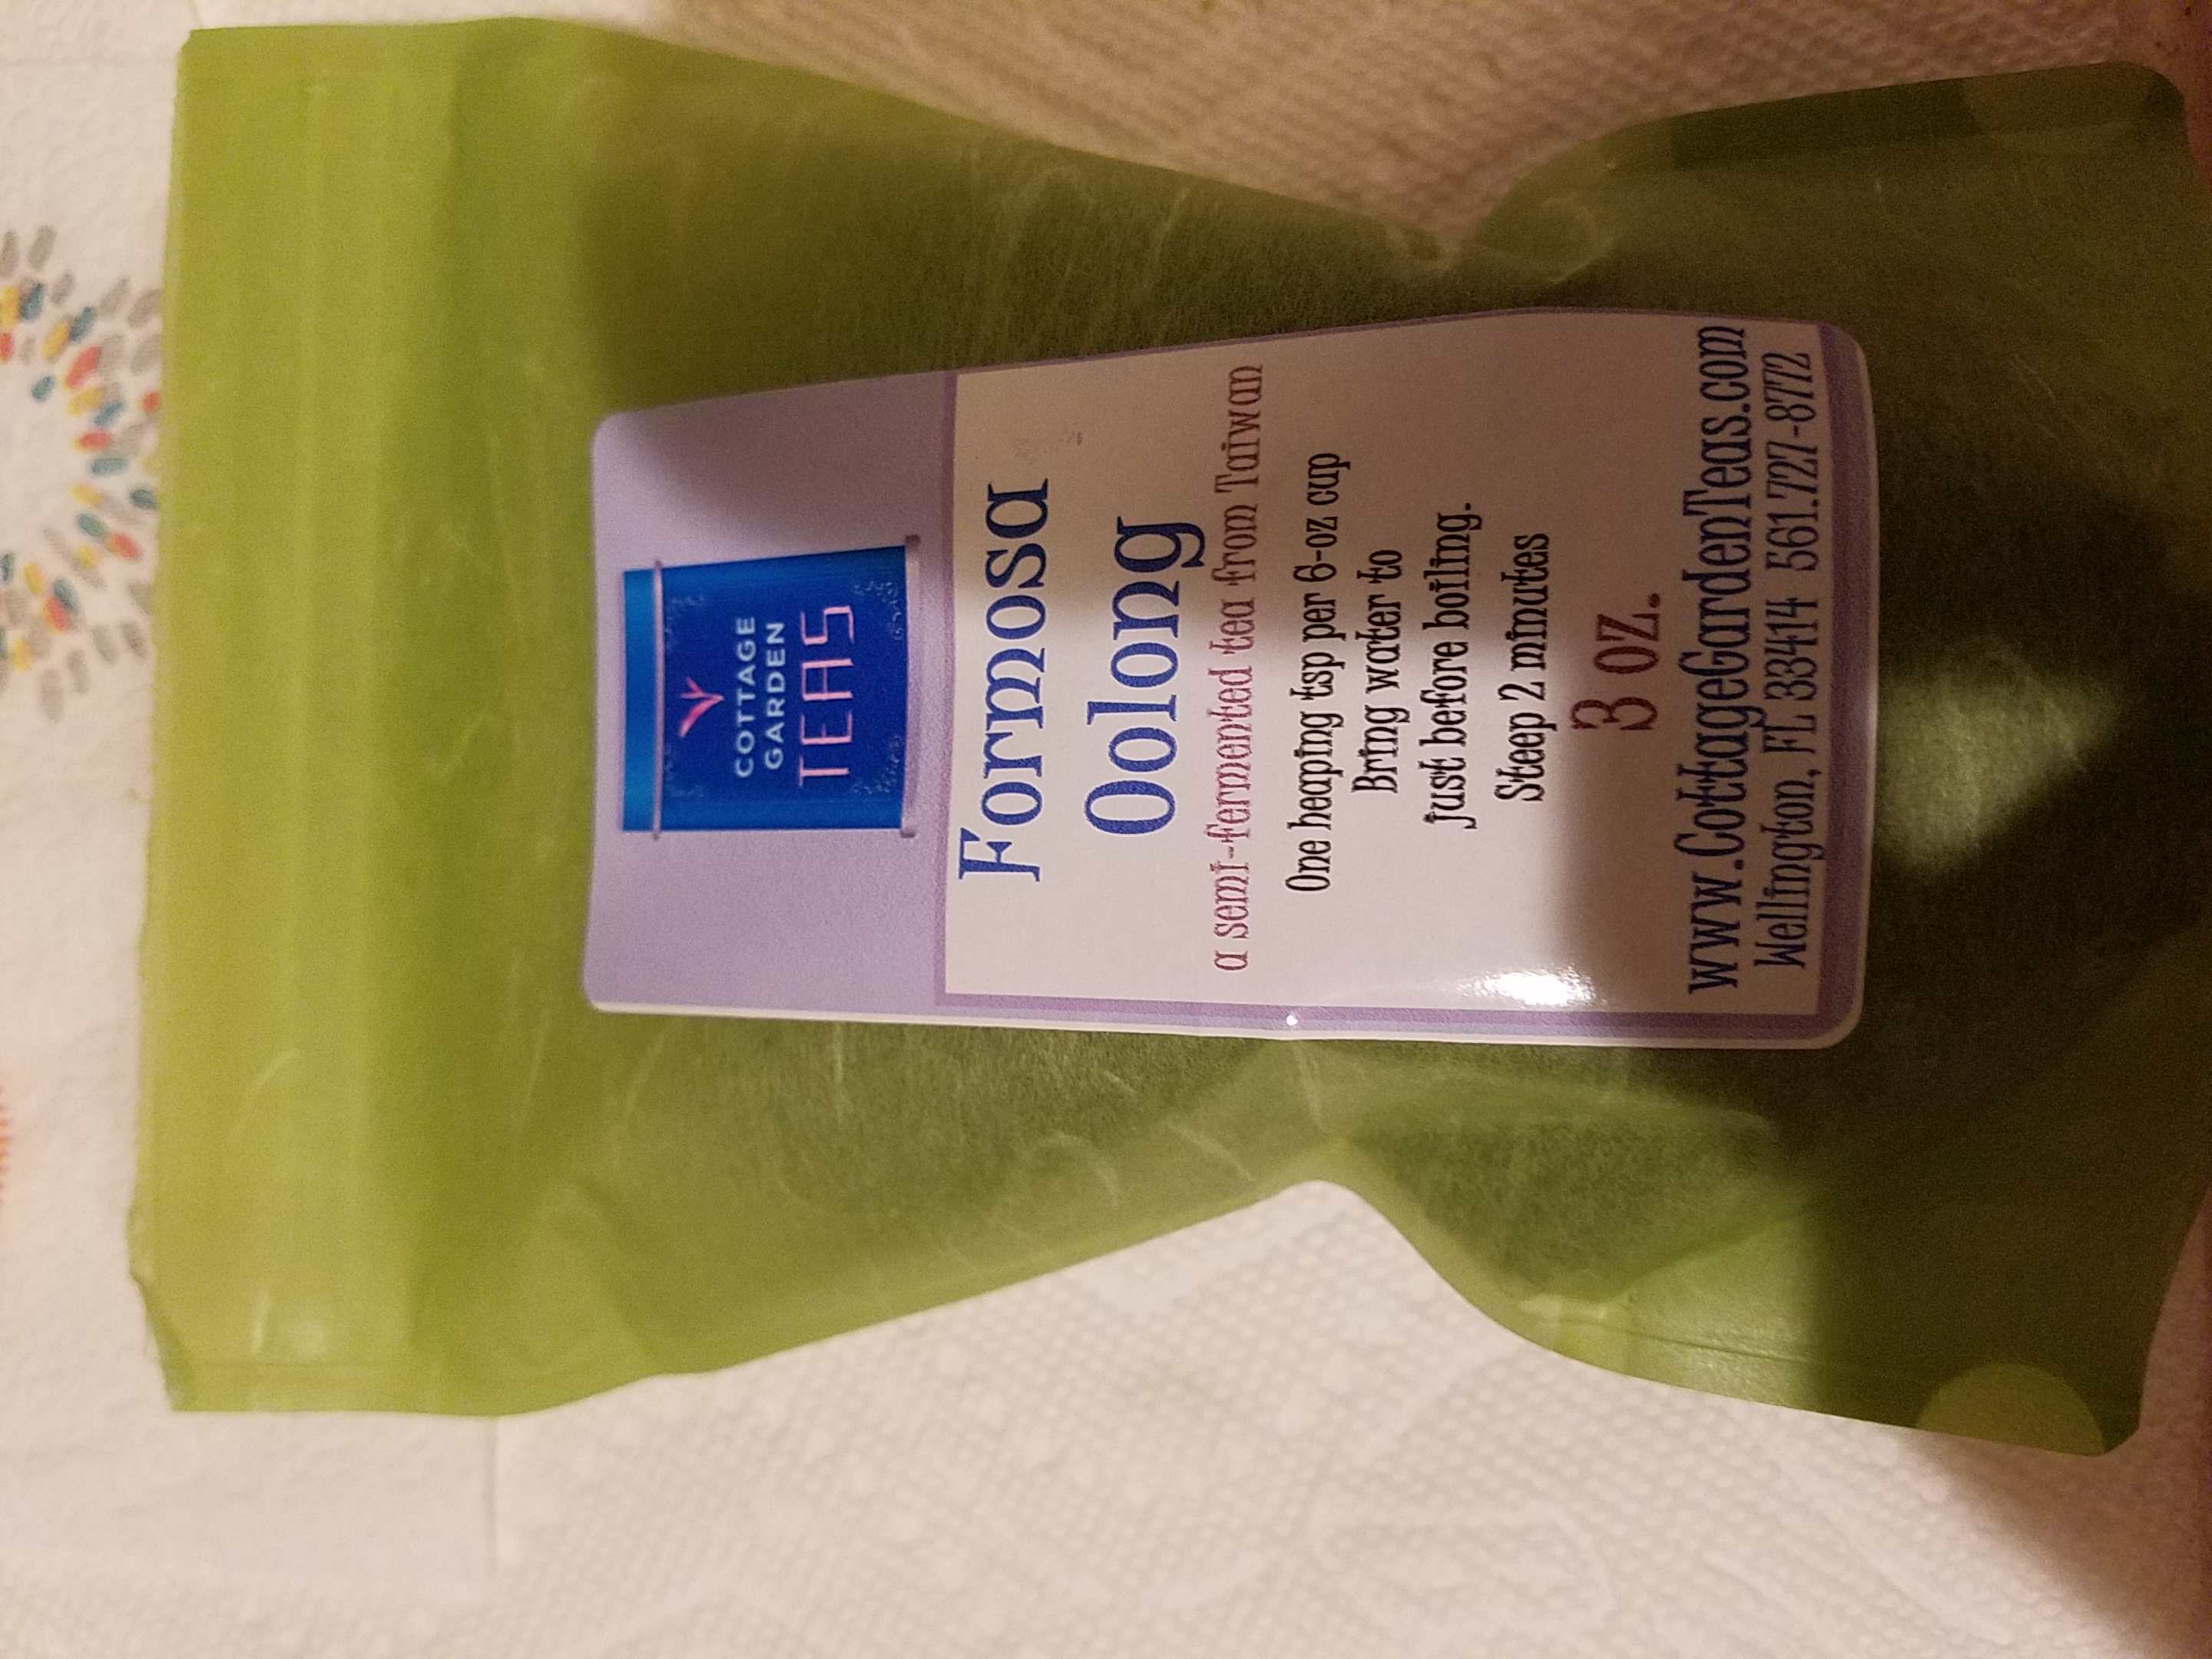 COTTAGE
GARDEN
TEAS
Formosa
Oolong
a semi-fermented tea from Taiwan
One heaping tsp per 6-oz cup
Bring water to
just before boiling.
Steep 2 minutes
3 oz.
www.CottageGardenTeas.com
Wellington, FL 33414 561.727-8772